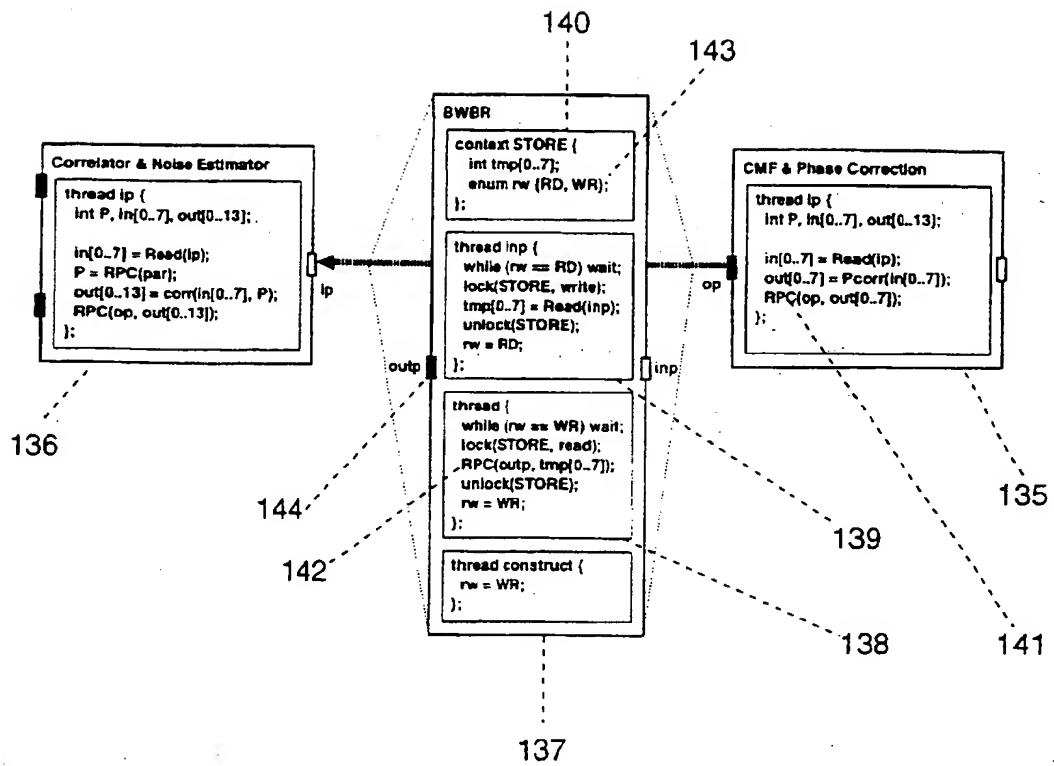 140
143
BWBR
context STORE {
int tmp[0..7];
enum rw {RD, WR};
};
thread inp {
while (rw == RD) wait;
lock(STORE, write);
tmp[0..7] = Read(inp);
unlock(STORE);
rw = RD;
};
thread {
while (rw == WR) wait;
lock(STORE, read);
RPC(outp, tmp[0..7]);
unlock(STORE);
rw = WR;
};
thread construct {
rw = WR;
};
Correlator & Noise Estimator
thread ip {
int P, in[0..7], out[0..13];
in[0..7] = Read(ip);
P = RPC(par);
out[0..13] = corr(in[0..7], P);
RPC(op, out[0..13]);
};
ip
outp
CMF & Phase Correction
thread ip {
int P, in[0..7], out[0..13];
in[0..7] = Read(ip);
out[0..7] = Pcorr(in[0..7]);
RPC(op, out[0..7]);
};
op
inp
136
144
142
139
135
138
141
137